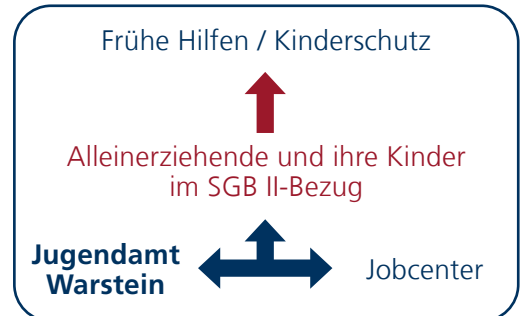 Frühe Hilfen / Kinderschutz
Alleinerziehende und ihre Kinder
im SGB II-Bezug
Jugendamt
Warstein
Jobcenter